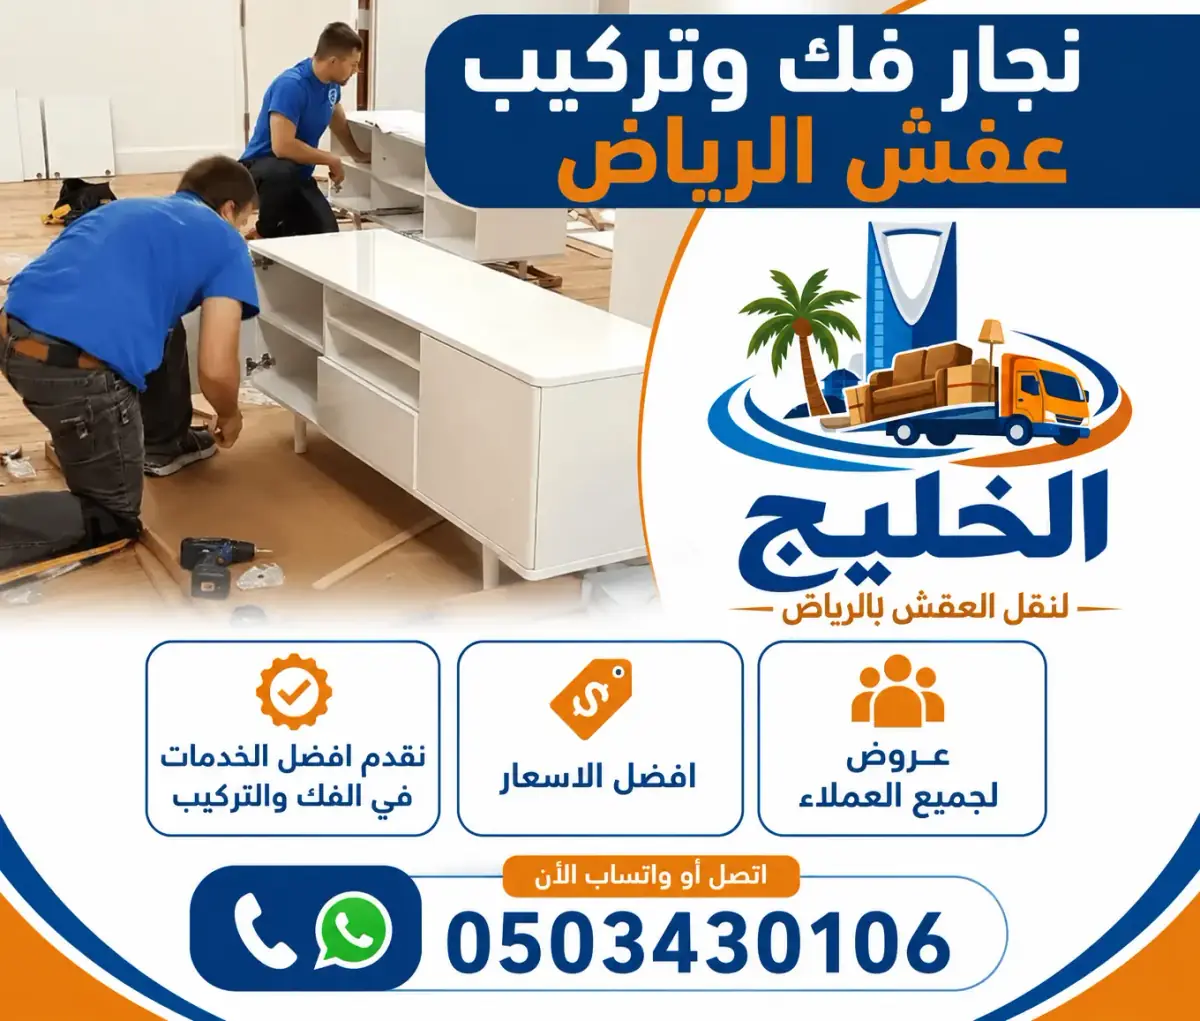 نجار فك وتركيب
عفش الرياض
الخليج
لنقل العقش بالرياض
عروض
لجميع العملاء
افضل الاسعار
نقدم افضل الخدمات
في الفك والتركيب
اتصل أو واتساب الأن
0503430106